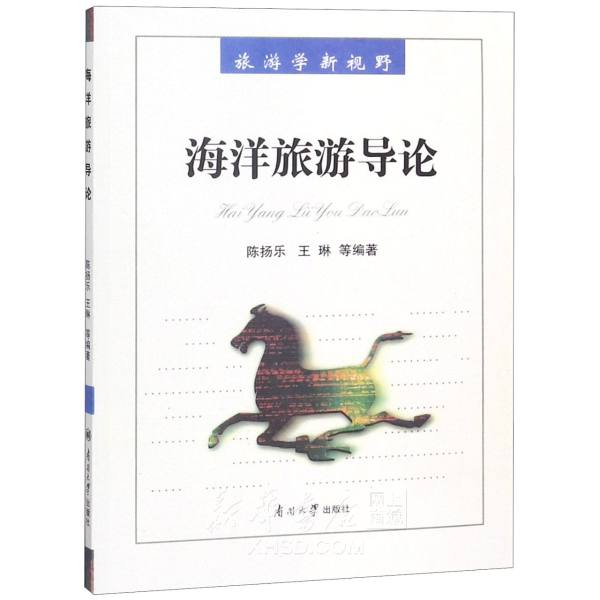 旅游学新视野
海洋旅游导论
Hai Yang Lü You Dao Lun
陈扬乐 王琳 等编著
南开大学出版社
海洋旅游导论
陈扬乐 王琳 等编著
南开大学出版社
新华书店
网上商城
XHSD.COM